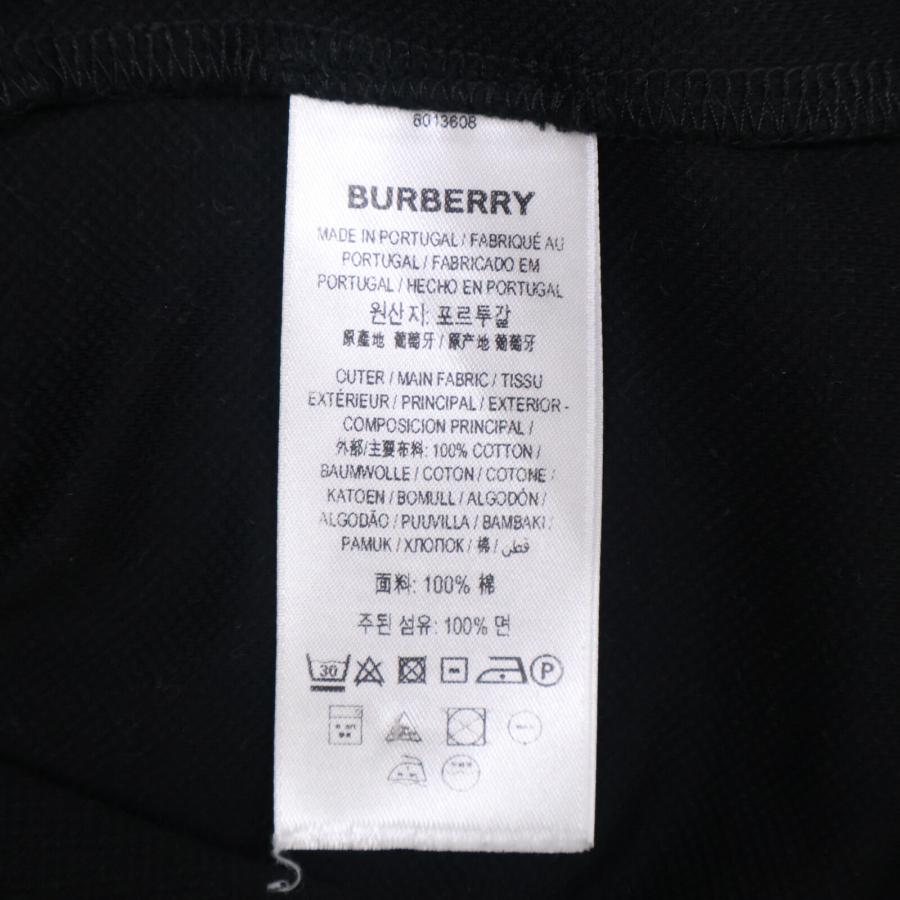 8013608
BURBERRY
MADE IN PORTUGAL / FABRIQUÉ AU
PORTUGAL / FABRICADO EM
PORTUGAL / HECHO EN PORTUGAL
원산지: 포르투갈
原產地 葡萄牙 / 原产地 葡萄牙
OUTER / MAIN FABRIC / TISSU
EXTÉRIEUR / PRINCIPAL / EXTERIOR -
COMPOSICION PRINCIPAL /
外部/主要布料: 100% COTTON /
BAUMWOLLE / COTON / COTONE /
KATOEN / BOMULL / ALGODÓN /
ALGODÃO / PUUVILLA / BAMBAKI /
PAMUK / ХЛОПОК / 棉 / قطن
面料: 100% 棉
주된 섬유: 100% 면
30 P